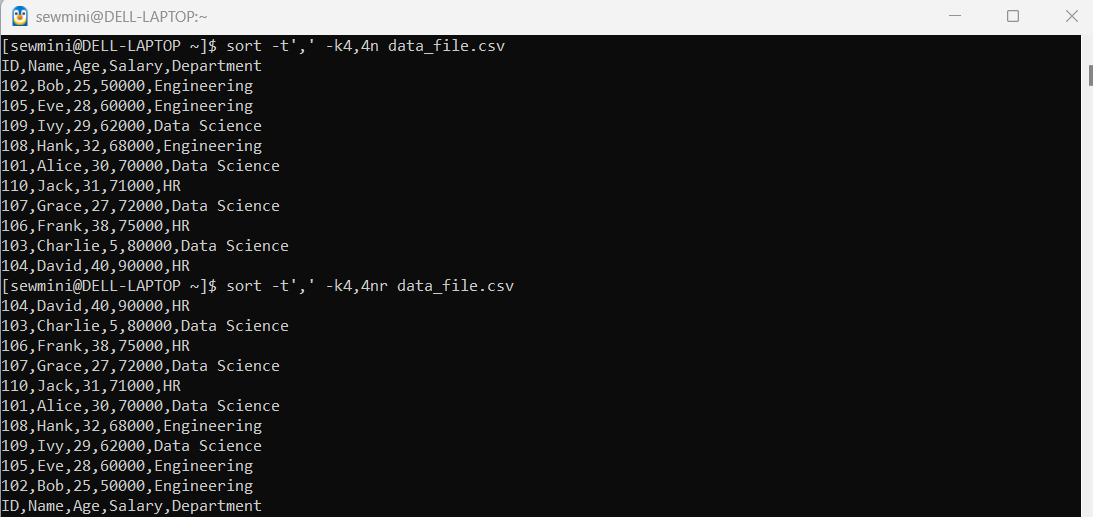 sewmini@DELL-LAPTOP:~
[sewmini@DELL-LAPTOP ~]$ sort -t',' -k4,4n data_file.csv
ID,Name,Age,Salary,Department
102,Bob,25,50000,Engineering
105,Eve,28,60000,Engineering
109,Ivy,29,62000,Data Science
108,Hank,32,68000,Engineering
101,Alice,30,70000,Data Science
110,Jack,31,71000,HR
107,Grace,27,72000,Data Science
106,Frank,38,75000,HR
103,Charlie,5,80000,Data Science
104,David,40,90000,HR
[sewmini@DELL-LAPTOP ~]$ sort -t',' -k4,4nr data_file.csv
104,David,40,90000,HR
103,Charlie,5,80000,Data Science
106,Frank,38,75000,HR
107,Grace,27,72000,Data Science
110,Jack,31,71000,HR
101,Alice,30,70000,Data Science
108,Hank,32,68000,Engineering
109,Ivy,29,62000,Data Science
105,Eve,28,60000,Engineering
102,Bob,25,50000,Engineering
ID,Name,Age,Salary,Department